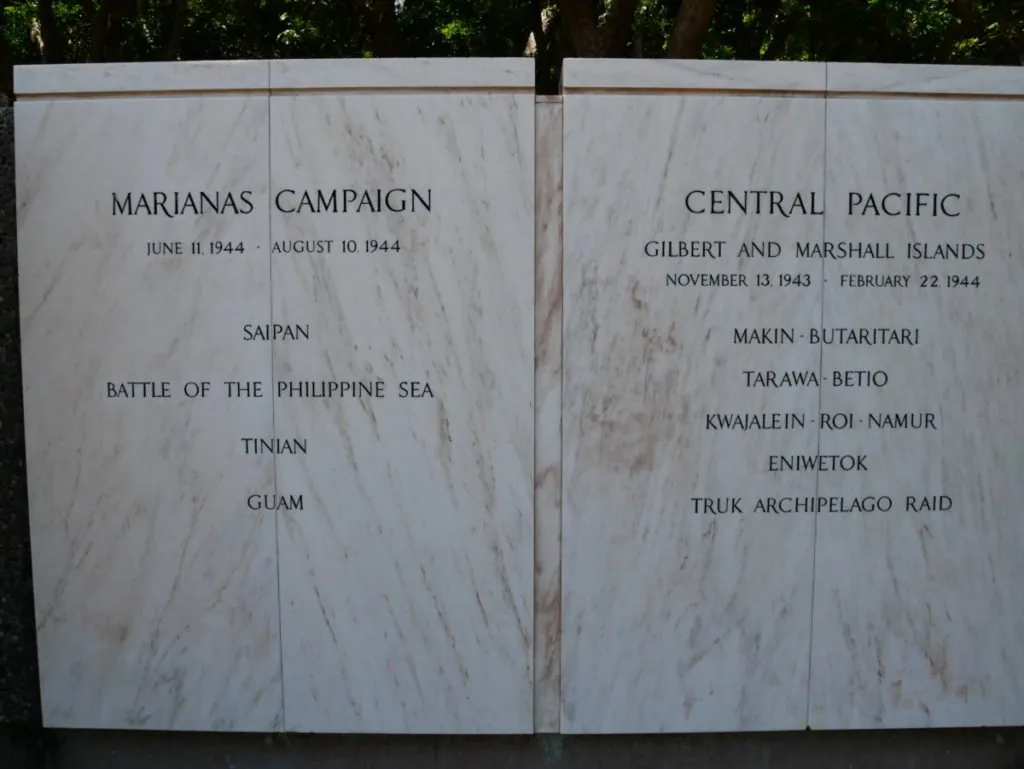 MARIANAS CAMPAIGN
JUNE 11, 1944 · AUGUST 10, 1944
SAIPAN
BATTLE OF THE PHILIPPINE SEA
TINIAN
GUAM
CENTRAL PACIFIC
GILBERT AND MARSHALL ISLANDS
NOVEMBER 13, 1943 · FEBRUARY 22, 1944
MAKIN - BUTARITARI
TARAWA - BETIO
KWAJALEIN - ROI - NAMUR
ENIWETOK
TRUK ARCHIPELAGO RAID